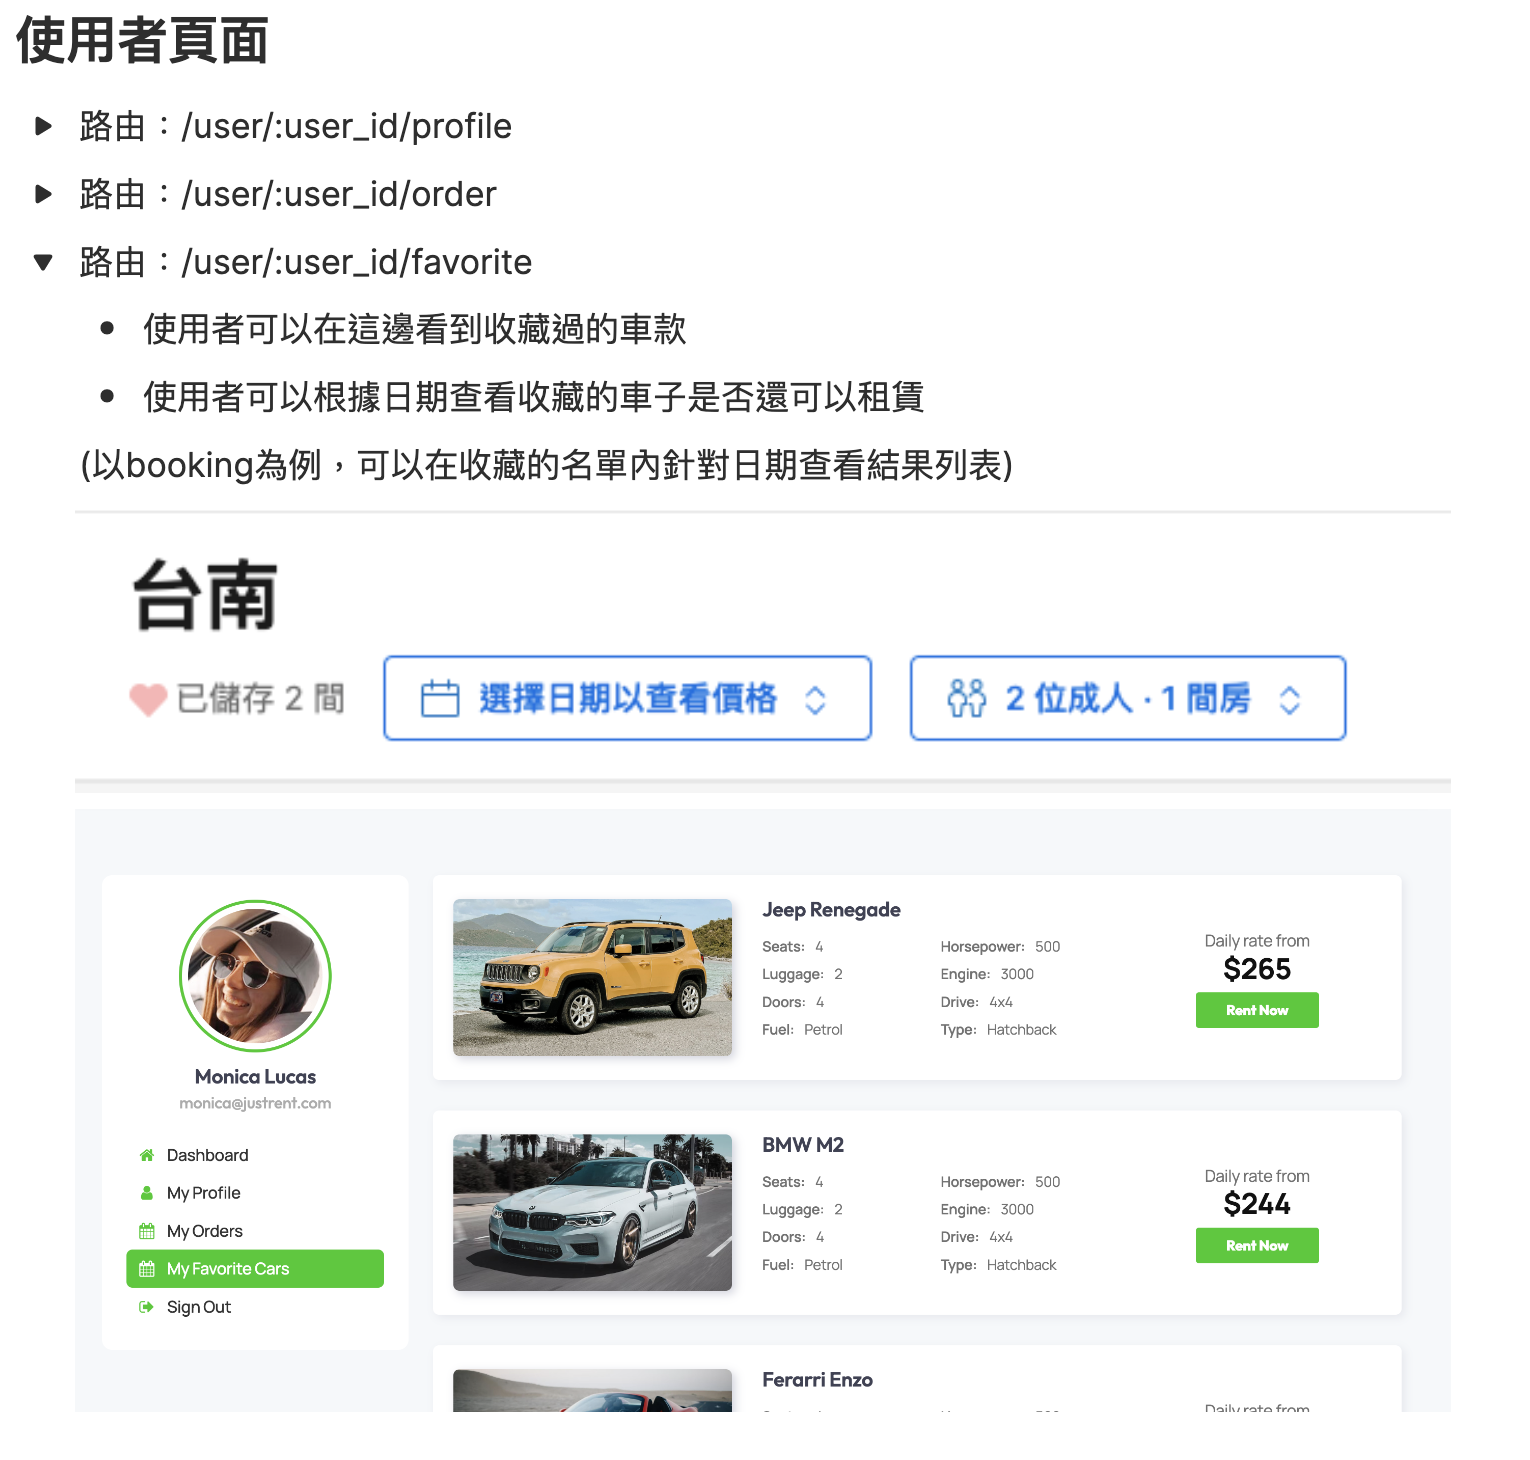 使用者頁面
路由：/user/:user_id/profile
路由：/user/:user_id/order
路由：/user/:user_id/favorite
使用者可以在這邊看到收藏過的車款
使用者可以根據日期查看收藏的車子是否還可以租賃
(以booking為例，可以在收藏的名單內針對日期查看結果列表)
台南
已儲存 2 間
選擇日期以查看價格
2 位成人 · 1 間房
Monica Lucas
monica@justrent.com
Dashboard
My Profile
My Orders
My Favorite Cars
Sign Out
Jeep Renegade
Seats: 4 Horsepower: 500
Luggage: 2 Engine: 3000
Doors: 4 Drive: 4x4
Fuel: Petrol Type: Hatchback
Daily rate from
$265
Rent Now
BMW M2
Seats: 4 Horsepower: 500
Luggage: 2 Engine: 3000
Doors: 4 Drive: 4x4
Fuel: Petrol Type: Hatchback
Daily rate from
$244
Rent Now
Ferarri Enzo
Daily rate from